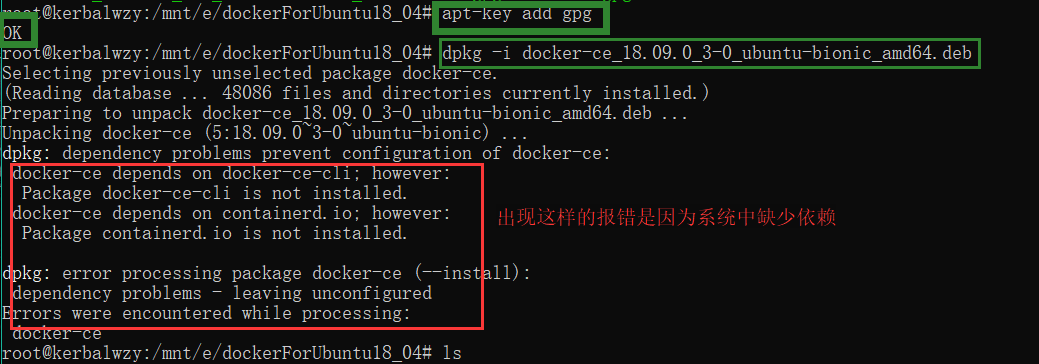 root@kerbalwzy:/mnt/e/dockerForUbuntu18_04# apt-key add gpg
OK
root@kerbalwzy:/mnt/e/dockerForUbuntu18_04# dpkg -i docker-ce_18.09.0_3-0_ubuntu-bionic_amd64.deb
Selecting previously unselected package docker-ce.
(Reading database ... 48086 files and directories currently installed.)
Preparing to unpack docker-ce_18.09.0_3-0_ubuntu-bionic_amd64.deb ...
Unpacking docker-ce (5:18.09.0~3-0~ubuntu-bionic) ...
dpkg: dependency problems prevent configuration of docker-ce:
docker-ce depends on docker-ce-cli; however:
Package docker-ce-cli is not installed.
docker-ce depends on containerd.io; however:
Package containerd.io is not installed.
出现这样的报错是因为系统中缺少依赖
dpkg: error processing package docker-ce (--install):
dependency problems - leaving unconfigured
Errors were encountered while processing:
docker-ce
root@kerbalwzy:/mnt/e/dockerForUbuntu18_04# ls